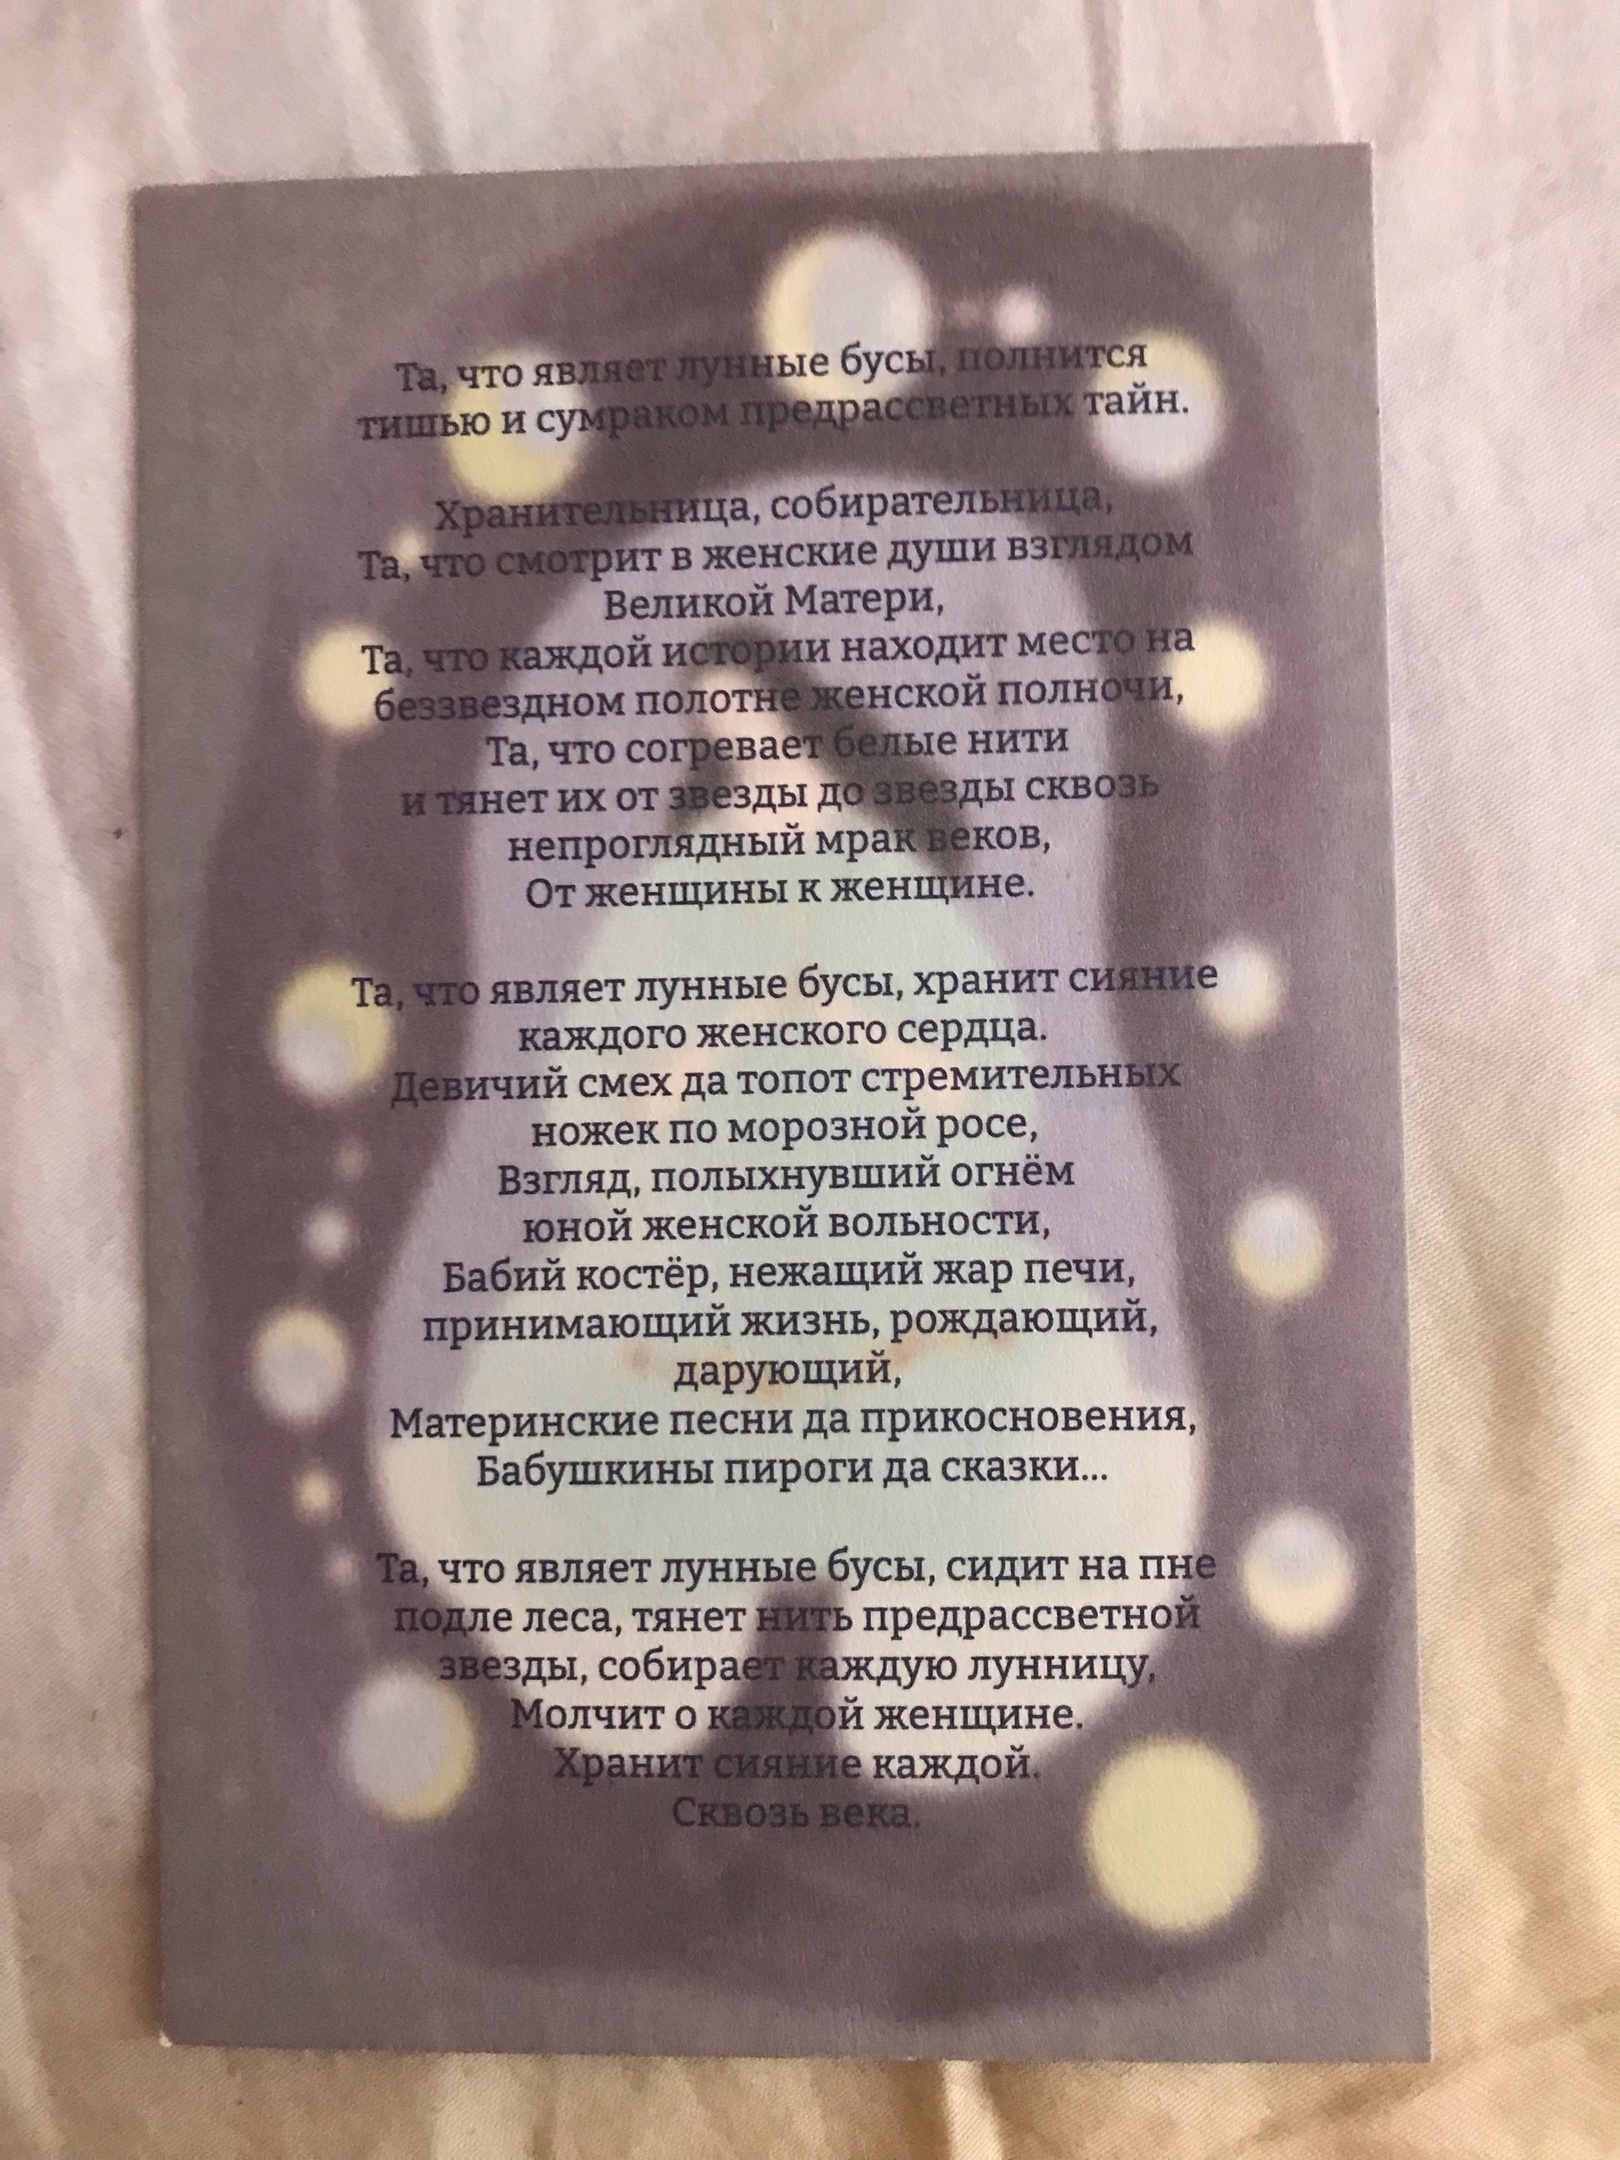 Та, что являет лунные бусы, полнится
тишью и сумраком предрассветных тайн.
Хранительница, собирательница,
Та, что смотрит в женские души взглядом
Великой Матери,
Та, что каждой истории находит место на
беззвездном полотне женской полночи,
Та, что согревает белые нити
и тянет их от звезды до звезды сквозь
непроглядный мрак веков,
От женщины к женщине.
Та, что являет лунные бусы, хранит сияние
каждого женского сердца.
Девичий смех да топот стремительных
ножек по морозной росе,
Взгляд, полыхнувший огнём
юной женской вольности,
Бабий костёр, нежащий жар печи,
принимающий жизнь, рождающий,
дарующий,
Материнские песни да прикосновения,
Бабушкины пироги да сказки...
Та, что являет лунные бусы, сидит на пне
подле леса, тянет нить предрассветной
звезды, собирает каждую лунницу,
Молчит о каждой женщине.
Хранит сияние каждой.
Сквозь века.